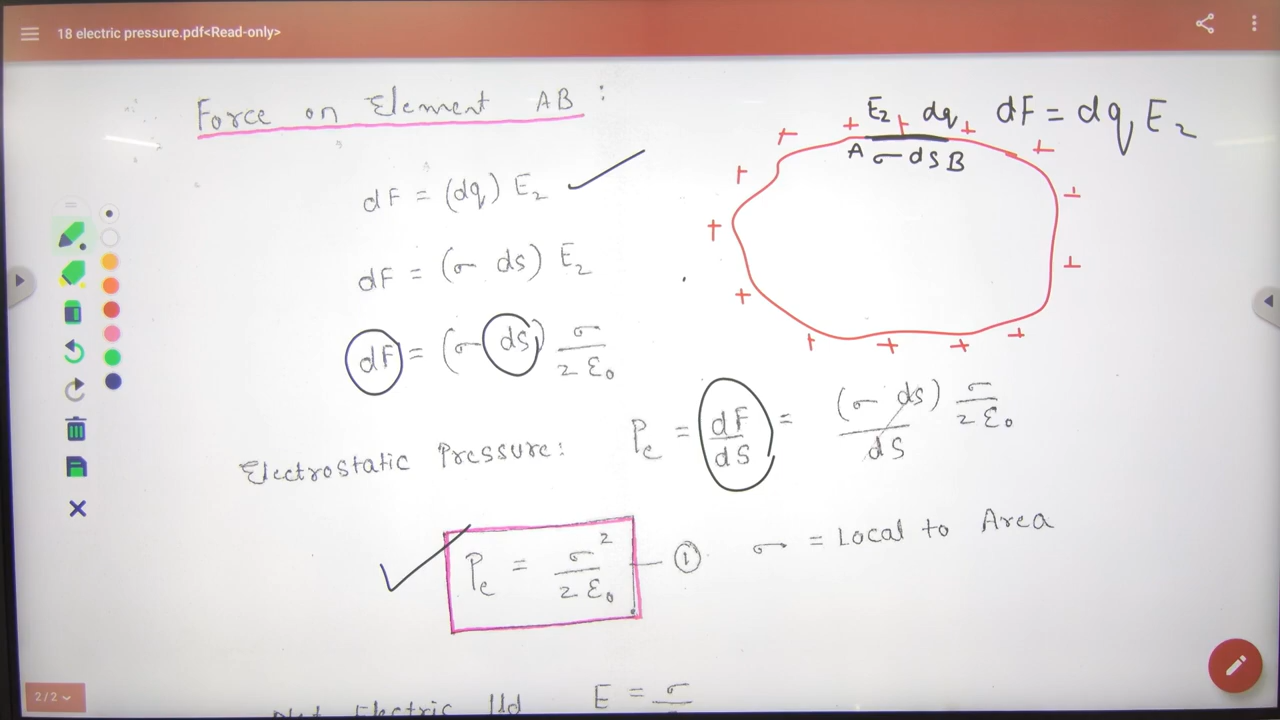 18 electric pressure.pdf<Read-only>
Force on Element AB :
E₂ dq dF = dq E₂
A σ dS B
dF = (dq) E₂
dF = (σ ds) E₂
dF = (σ ds) σ/2ε₀
Electrostatic Pressure: Pe = dF/dS = (σ ds)/dS σ/2ε₀
Pe = σ²/2ε₀ — ①
σ = Local to Area
Electric E = σ
2/2